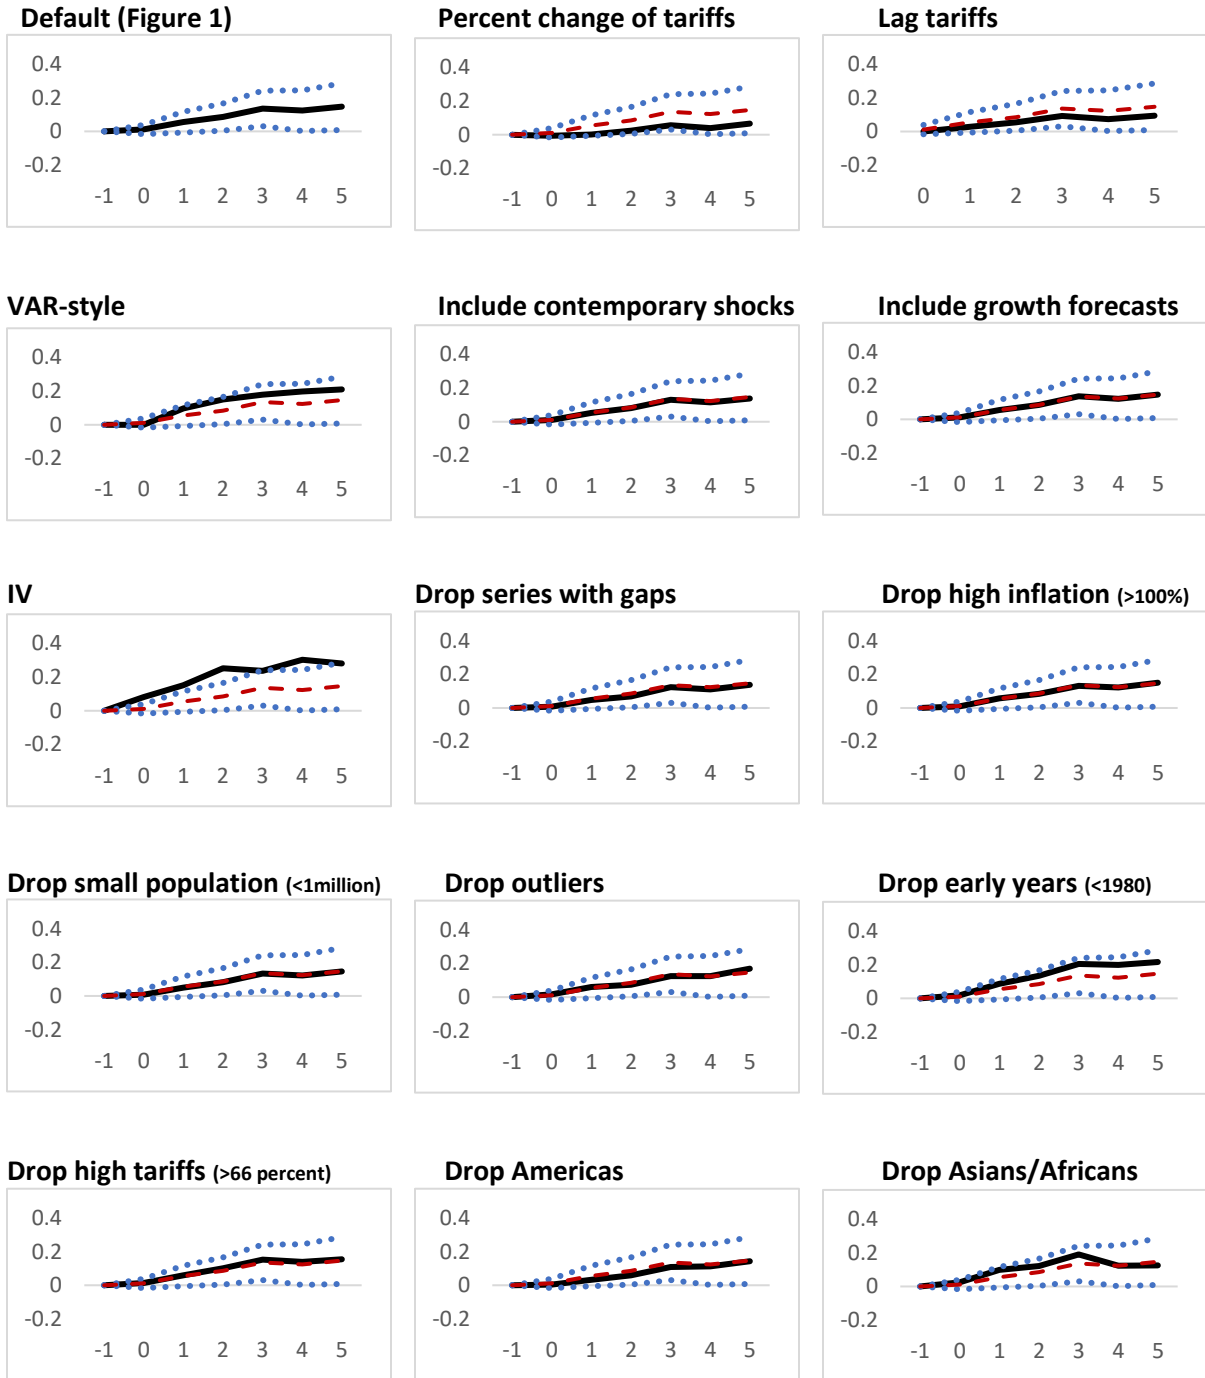 Default (Figure 1)
0.4
0.2
0
-0.2
-1 0 1 2 3 4 5
Percent change of tariffs
0.4
0.2
0
-0.2
-1 0 1 2 3 4 5
Lag tariffs
0.4
0.2
0
-0.2
0 1 2 3 4 5
VAR-style
0.4
0.2
0
-0.2
-1 0 1 2 3 4 5
Include contemporary shocks
0.4
0.2
0
-0.2
-1 0 1 2 3 4 5
Include growth forecasts
0.4
0.2
0
-0.2
-1 0 1 2 3 4 5
IV
0.4
0.2
0
-0.2
-1 0 1 2 3 4 5
Drop series with gaps
0.4
0.2
0
-0.2
-1 0 1 2 3 4 5
Drop high inflation (>100%)
0.4
0.2
0
-0.2
-1 0 1 2 3 4 5
Drop small population (<1million)
0.4
0.2
0
-0.2
-1 0 1 2 3 4 5
Drop outliers
0.4
0.2
0
-0.2
-1 0 1 2 3 4 5
Drop early years (<1980)
0.4
0.2
0
-0.2
-1 0 1 2 3 4 5
Drop high tariffs (>66 percent)
0.4
0.2
0
-0.2
-1 0 1 2 3 4 5
Drop Americas
0.4
0.2
0
-0.2
-1 0 1 2 3 4 5
Drop Asians/Africans
0.4
0.2
0
-0.2
-1 0 1 2 3 4 5